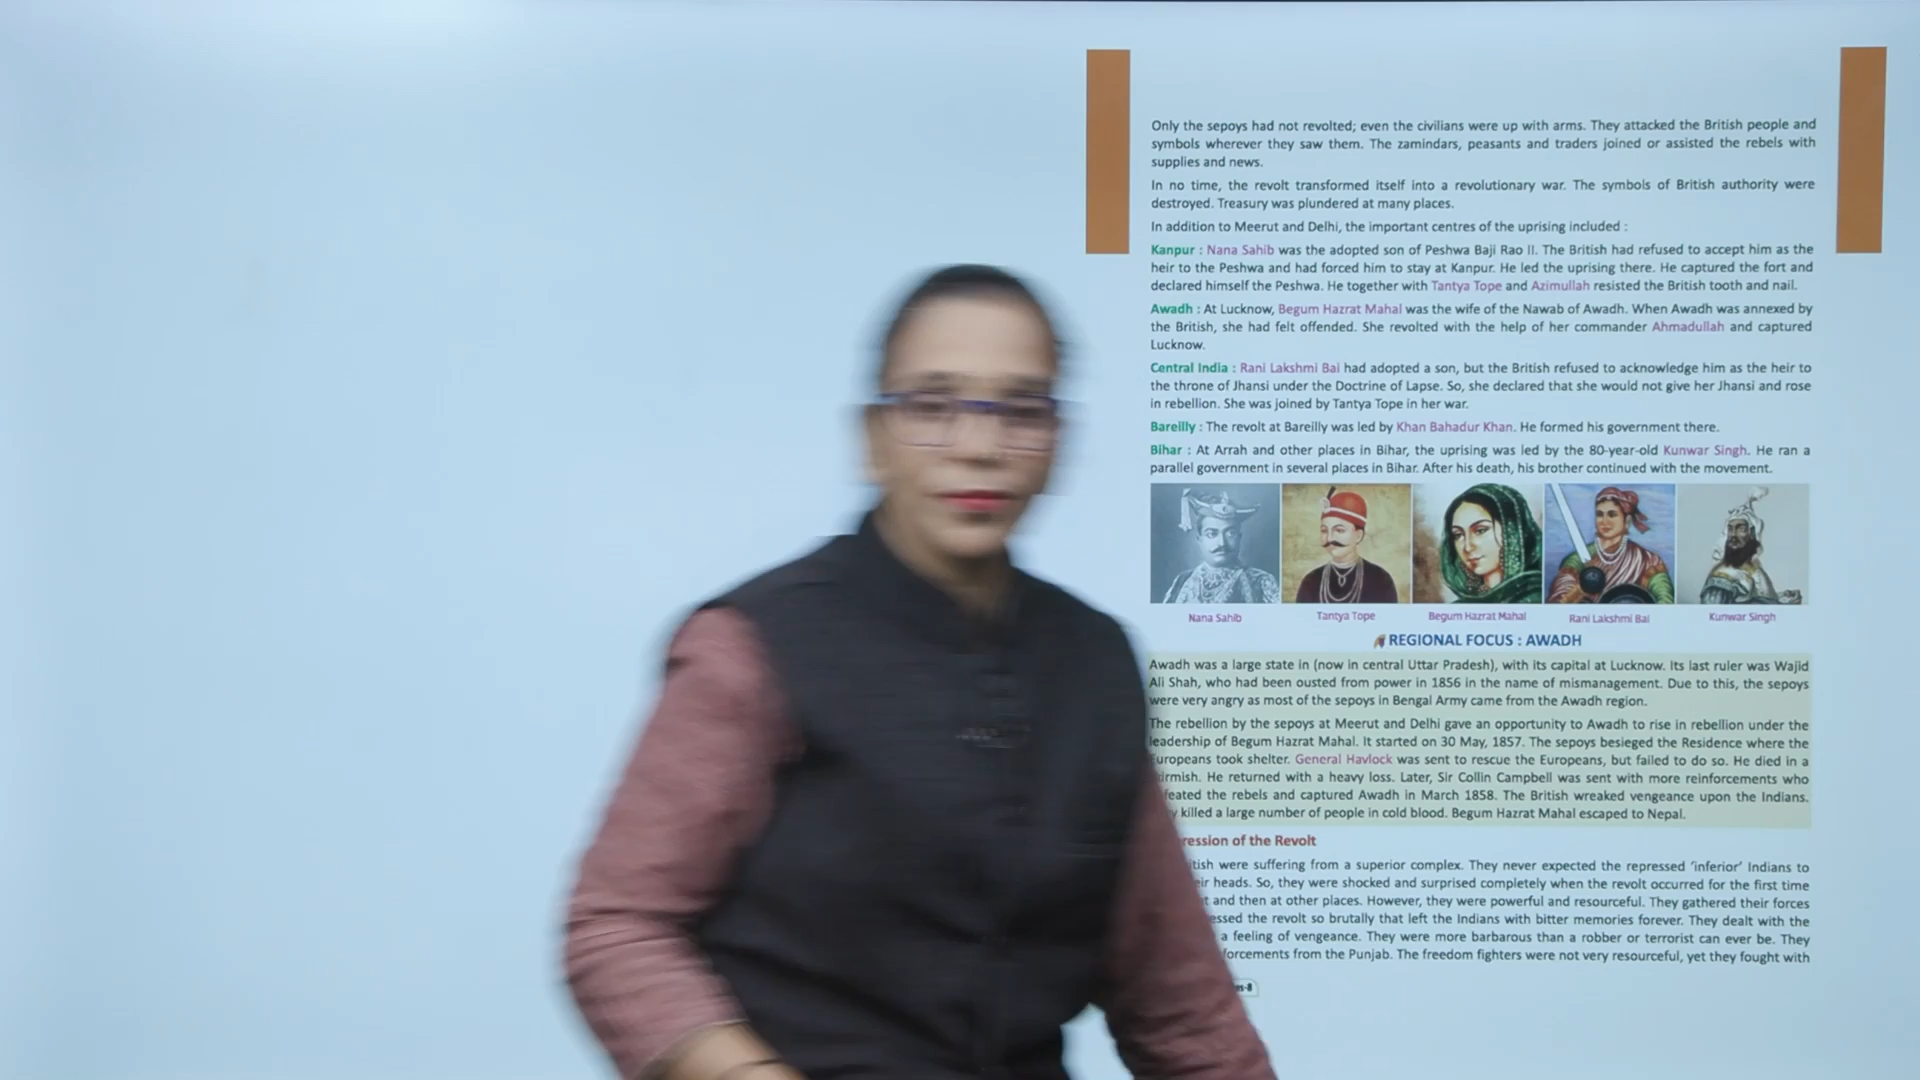 Only the sepoys had not revolted; even the civilians were up with arms. They attacked the British people and
symbols wherever they saw them. The zamindars, peasants and traders joined or assisted the rebels with
supplies and news.
In no time, the revolt transformed itself into a revolutionary war. The symbols of British authority were
destroyed. Treasury was plundered at many places.
In addition to Meerut and Delhi, the important centres of the uprising included :
Kanpur : Nana Sahib was the adopted son of Peshwa Baji Rao II. The British had refused to accept him as the
heir to the Peshwa and had forced him to stay at Kanpur. He led the uprising there. He captured the fort and
declared himself the Peshwa. He together with Tantya Tope and Azimullah resisted the British tooth and nail.
Awadh : At Lucknow, Begum Hazrat Mahal was the wife of the Nawab of Awadh. When Awadh was annexed by
the British, she had felt offended. She revolted with the help of her commander Ahmadullah and captured
Lucknow.
Central India : Rani Lakshmi Bai had adopted a son, but the British refused to acknowledge him as the heir to
the throne of Jhansi under the Doctrine of Lapse. So, she declared that she would not give her Jhansi and rose
in rebellion. She was joined by Tantya Tope in her war.
Bareilly : The revolt at Bareilly was led by Khan Bahadur Khan. He formed his government there.
Bihar : At Arrah and other places in Bihar, the uprising was led by the 80-year-old Kunwar Singh. He ran a
parallel government in several places in Bihar. After his death, his brother continued with the movement.
Nana Sahib Tantya Tope Begum Hazrat Mahal Rani Lakshmi Bai Kunwar Singh
REGIONAL FOCUS : AWADH
Awadh was a large state in (now in central Uttar Pradesh), with its capital at Lucknow. Its last ruler was Wajid
Ali Shah, who had been ousted from power in 1856 in the name of mismanagement. Due to this, the sepoys
were very angry as most of the sepoys in Bengal Army came from the Awadh region.
The rebellion by the sepoys at Meerut and Delhi gave an opportunity to Awadh to rise in rebellion under the
leadership of Begum Hazrat Mahal. It started on 30 May, 1857. The sepoys besieged the Residence where the
Europeans took shelter. General Havlock was sent to rescue the Europeans, but failed to do so. He died in a
He returned with a heavy loss. Later, Sir Collin Campbell was sent with more reinforcements who
the rebels and captured Awadh in March 1858. The British wreaked vengeance upon the Indians.
killed a large number of people in cold blood. Begum Hazrat Mahal escaped to Nepal.
of the Revolt
were suffering from a superior complex. They never expected the repressed 'inferior' Indians to
heads. So, they were shocked and surprised completely when the revolt occurred for the first time
and then at other places. However, they were powerful and resourceful. They gathered their forces
the revolt so brutally that left the Indians with bitter memories forever. They dealt with the
a feeling of vengeance. They were more barbarous than a robber or terrorist can ever be. They
from the Punjab. The freedom fighters were not very resourceful, yet they fought with